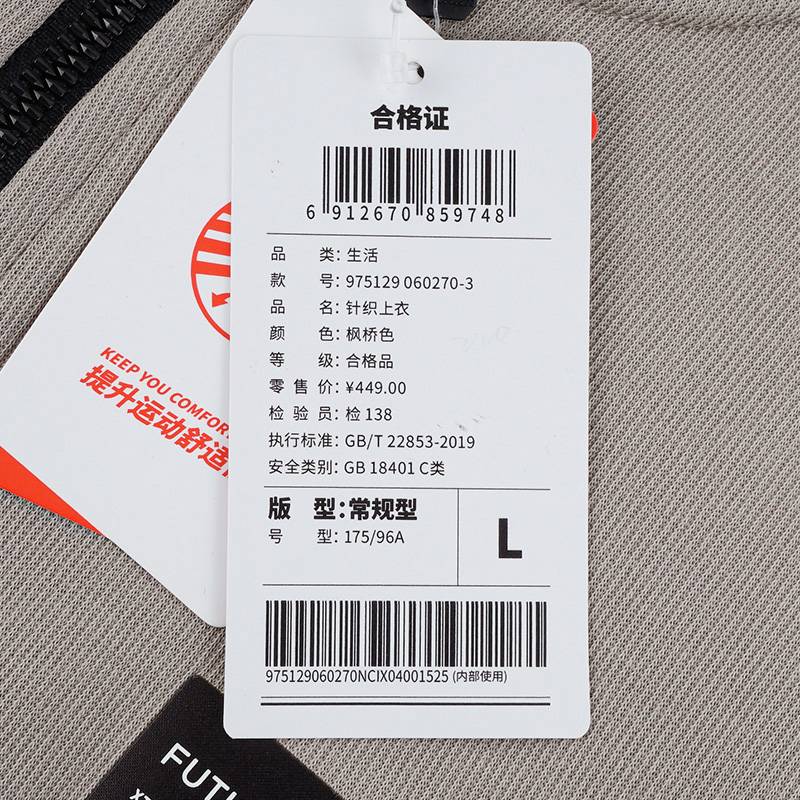 合格证
6 912670 859748
品 类: 生活
款 号: 975129 060270-3
品 名: 针织上衣
颜 色: 枫桥色
等 级: 合格品
零 售 价: ¥449.00
检 验 员: 检 138
执行标准: GB/T 22853-2019
安全类别: GB 18401 C类
版 型: 常规型
号 型: 175/96A
L
975129060270NCIX04001525 (内部使用)
KEEP YOU COMFOR
提升运动舒适
FUT